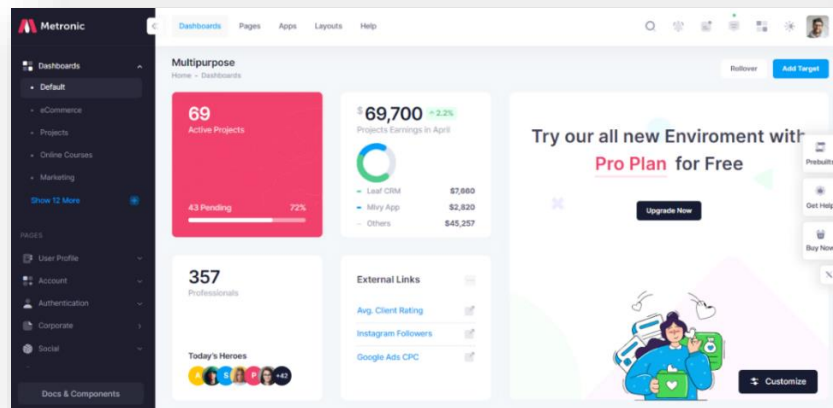 Metronic
Dashboards Pages Apps Layouts Help
Dashboards
Default
eCommerce
Projects
Online Courses
Marketing
Show 12 More
PAGES
User Profile
Account
Authentication
Corporate
Social
Docs & Components
Multipurpose
Home - Dashboards
Rollover
Add Target
69
Active Projects
43 Pending 72%
$ 69,700 2.2%
Projects Earnings in April
Leaf CRM $7,660
Mivy App $2,820
Others $45,257
Try our all new Enviroment with
Pro Plan for Free
Upgrade Now
357
Professionals
Today's Heroes
A S P +42
External Links
Avg. Client Rating
Instagram Followers
Google Ads CPC
Prebuilts
Get Help
Buy Now
Customize